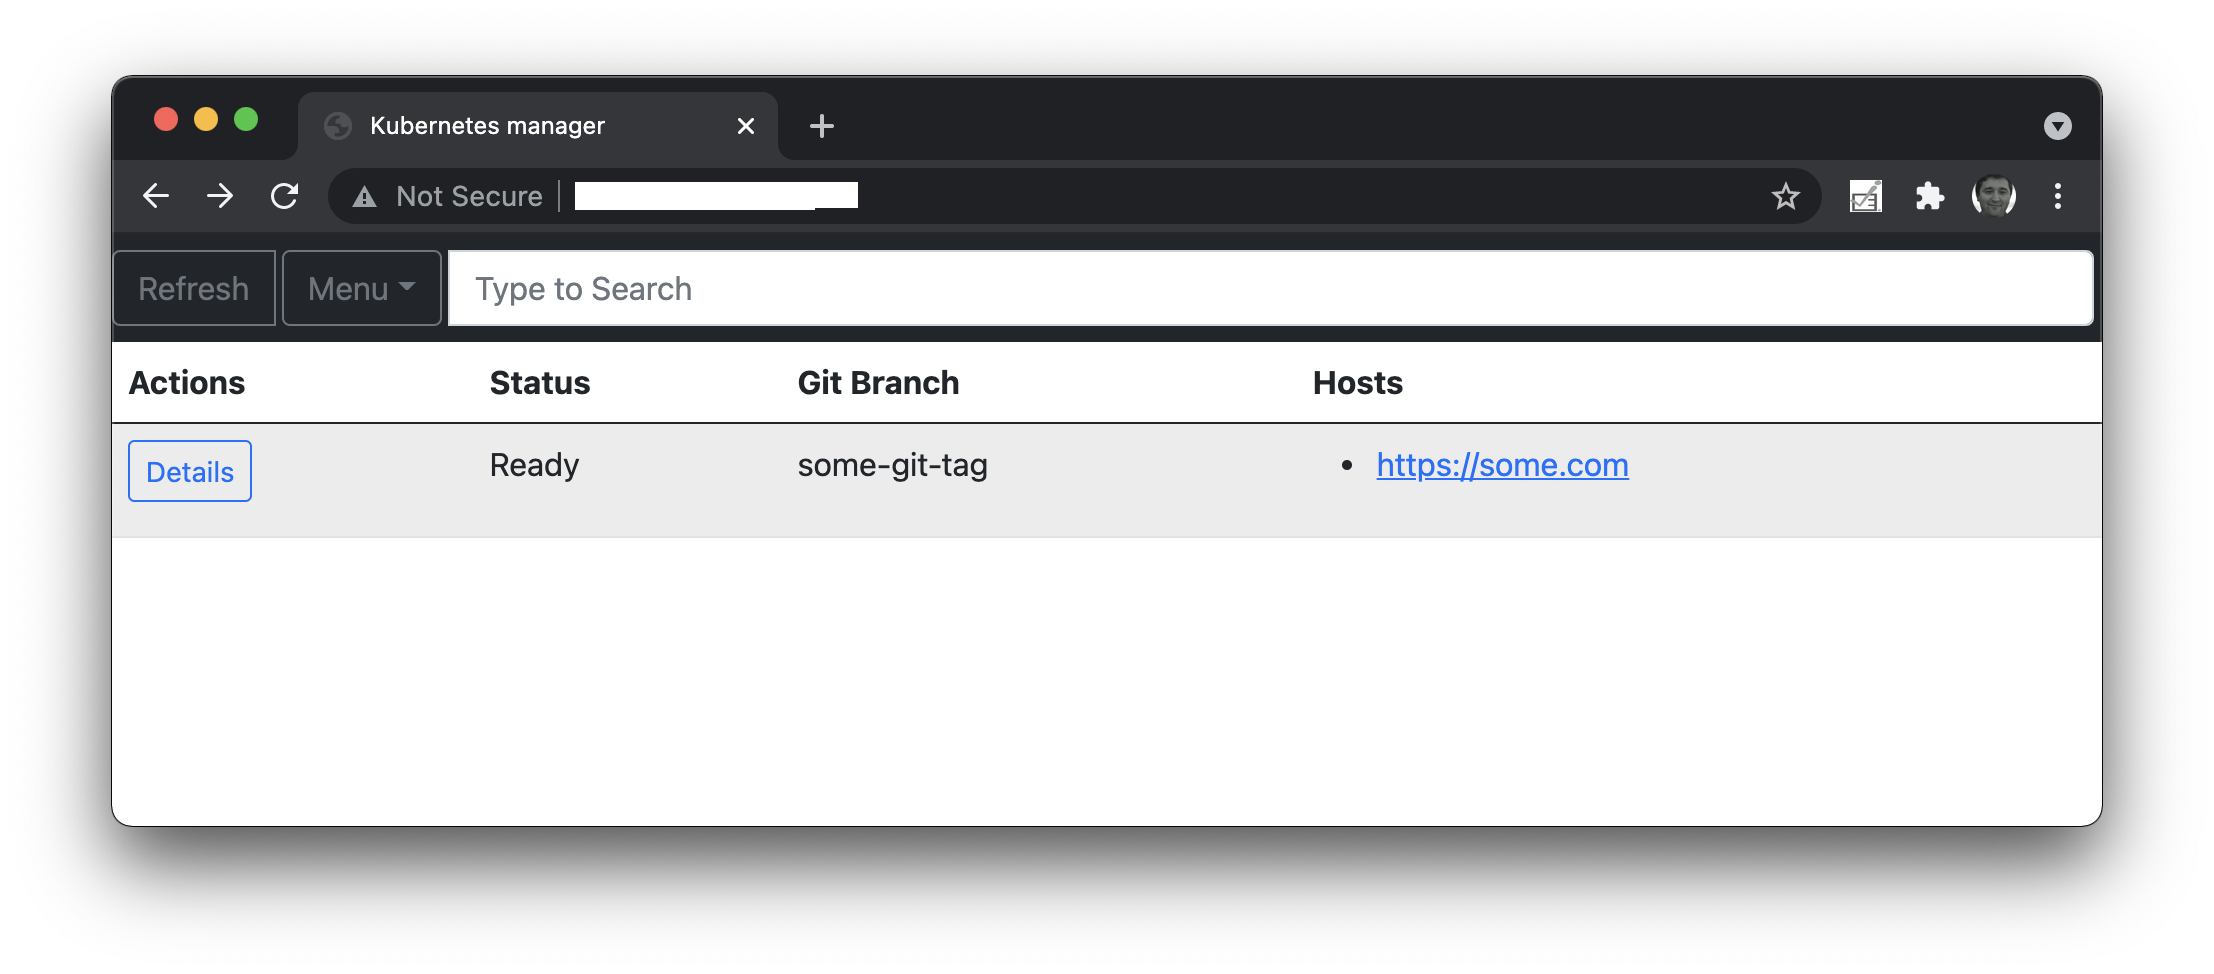 Kubernetes manager
Not Secure
Refresh Menu Type to Search
Actions Status Git Branch Hosts
Details Ready some-git-tag • https://some.com